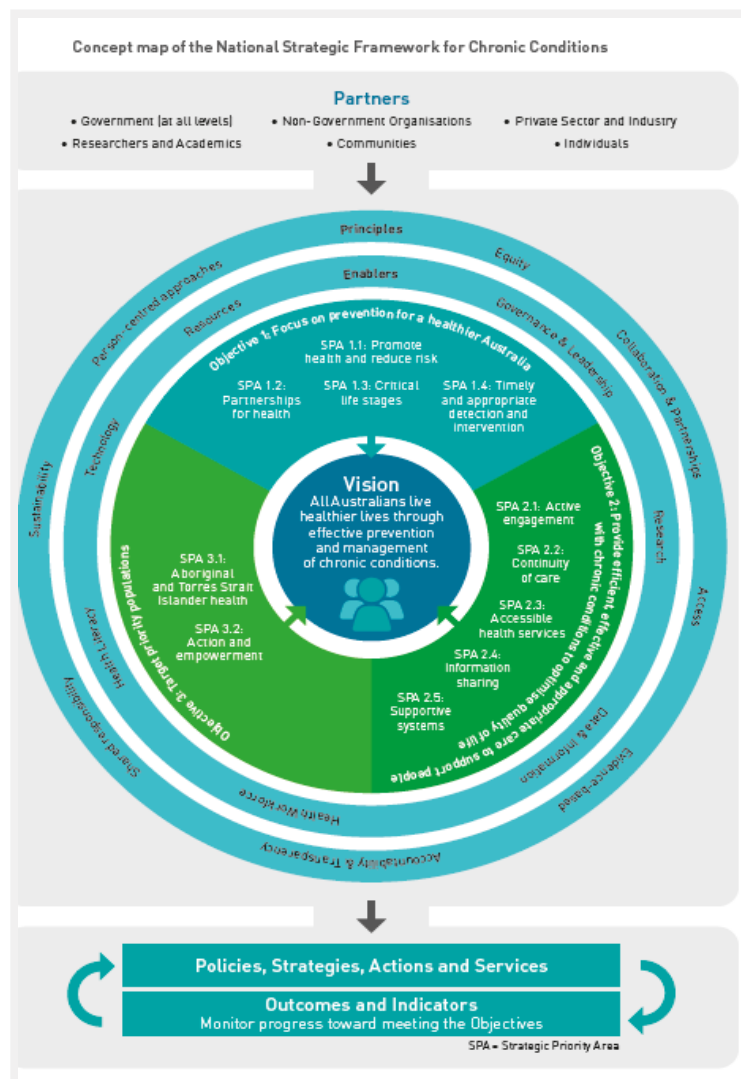 Concept map of the National Strategic Framework for Chronic Conditions
Partners
• Government (at all levels)
• Non-Government Organisations
• Private Sector and Industry
• Researchers and Academics
• Communities
• Individuals
Principles
Equity
Collaboration & Partnerships
Access
Evidence-based
Accountability & Transparency
Shared responsibility
Sustainability
Person-centred approaches
Enablers
Governance & Leadership
Research
Data & Information
Health Workforce
Health Literacy
Technology
Resources
Objective 1: Focus on prevention for a healthier Australia
SPA 1.1: Promote
health and reduce risk
SPA 1.2:
Partnerships
for health
SPA 1.3: Critical
life stages
SPA 1.4: Timely
and appropriate
detection and
intervention
Objective 2: Provide efficient, effective and appropriate care to support people
with chronic conditions to optimise quality of life
SPA 2.1: Active
engagement
SPA 2.2:
Continuity
of care
SPA 2.3:
Accessible
health services
SPA 2.4:
Information
sharing
SPA 2.5:
Supportive
systems
Objective 3: Target priority populations
SPA 3.1:
Aboriginal
and Torres Strait
Islander health
SPA 3.2:
Action and
empowerment
Vision
All Australians live
healthier lives through
effective prevention
and management
of chronic conditions.
Policies, Strategies, Actions and Services
Outcomes and Indicators
Monitor progress toward meeting the Objectives
SPA = Strategic Priority Area